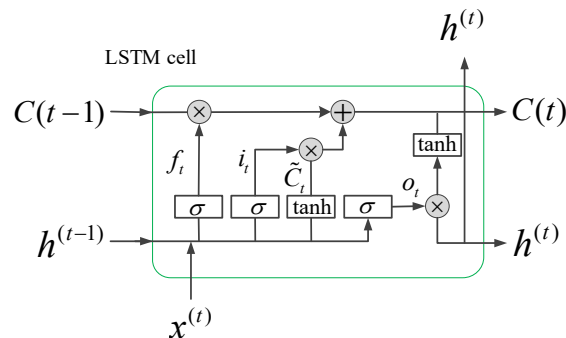 h^(t)
LSTM cell
C(t−1)
×
+
C(t)
f_t
i_t
×
C̃_t
tanh
o_t
σ
σ
tanh
σ
×
h^(t−1)
h^(t)
x^(t)